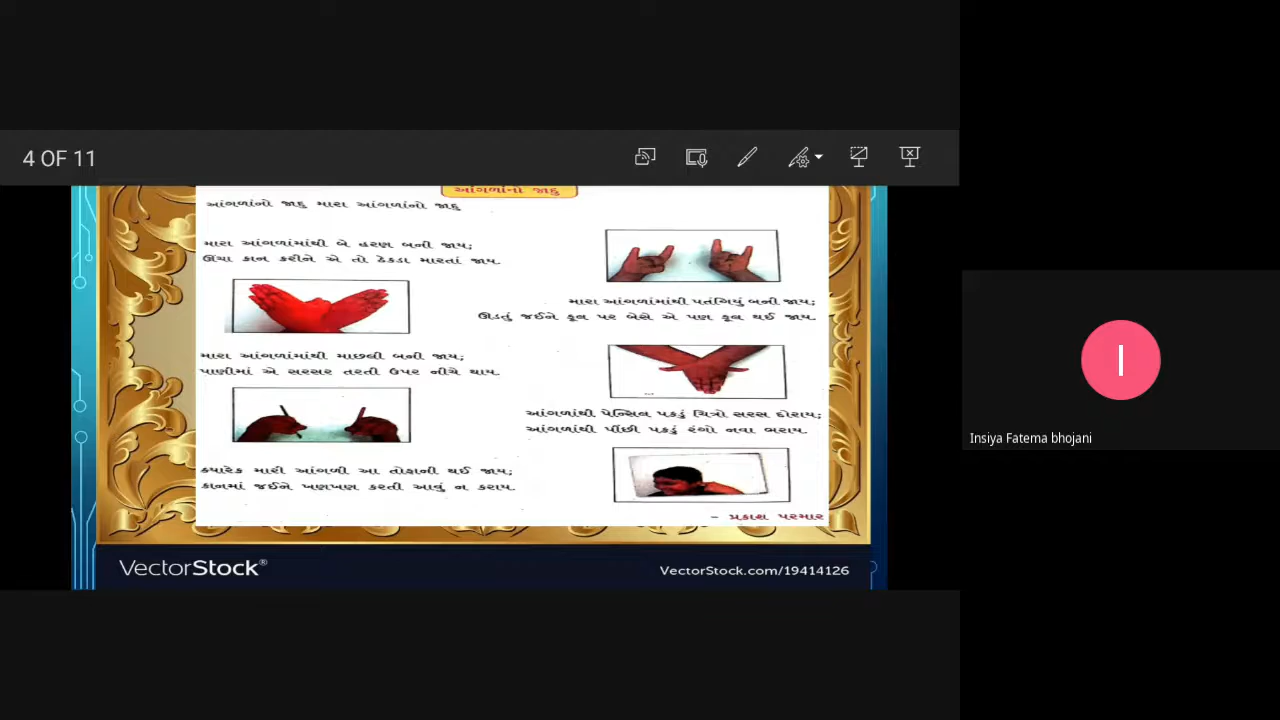 4 OF 11
આંગળાંનો જાદુ
આંગળાંનો જાદુ મારા આંગળાંનો જાદુ
મારા આંગળાંમાંથી બે હરણ બની જાય;
ઊંચા કાન કરીને એ તો ઠેકડા મારતાં જાય.
મારા આંગળાંમાંથી પતંગિયું બની જાય;
ઊડતું જઈને ફૂલ પર બેસે એ પણ ફૂલ થઈ જાય.
મારા આંગળાંમાંથી માછલી બની જાય;
પાણીમાં એ સરસર તરતી ઉપર નીચે થાય.
આંગળાંથી પેન્સિલ પકડું ચિત્રો સરસ દોરાય;
આંગળાંથી પીંછી પકડું રંગો નવા ભરાય.
ક્યારેક મારી આંગળી આ તોફાની થઈ જાય;
કાનમાં જઈને ખણખણ કરતી આવું ન કરાય.
- પ્રકાશ પરમાર
VectorStock®
VectorStock.com/19414126
I
Insiya Fatema bhojani